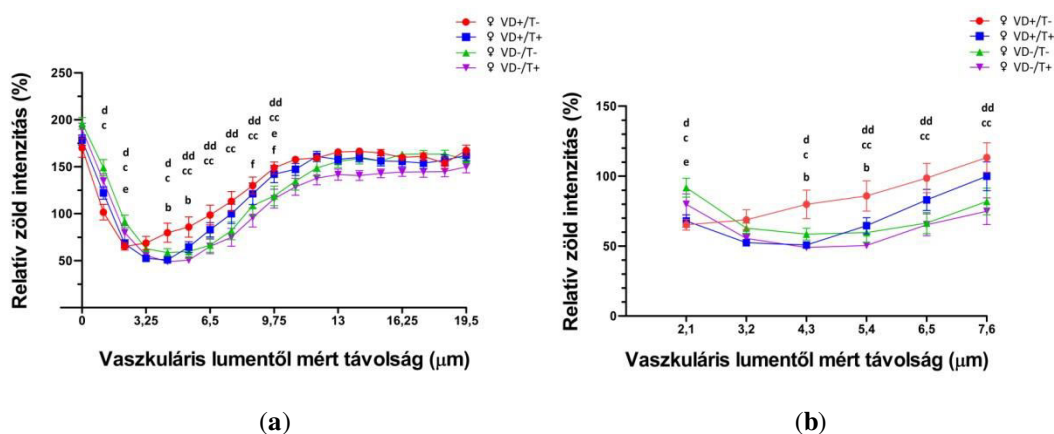 ♀ VD+/T-
♀ VD+/T+
♀ VD-/T-
♀ VD-/T+
Relatív zöld intenzitás (%)
250
200
150
100
50
d
c
d
c
e
d
c
b
dd
cc
b
dd
cc
dd
cc
dd
cc
f
dd
cc
e
f
0
3,25
6,5
9,75
13
16,25
19,5
Vaszkuláris lumentől mért távolság (μm)
(a)
♀ VD+/T-
♀ VD+/T+
♀ VD-/T-
♀ VD-/T+
Relatív zöld intenzitás (%)
150
100
50
0
d
c
e
d
c
b
dd
cc
b
dd
cc
dd
cc
2,1
3,2
4,3
5,4
6,5
7,6
Vaszkuláris lumentől mért távolság (μm)
(b)